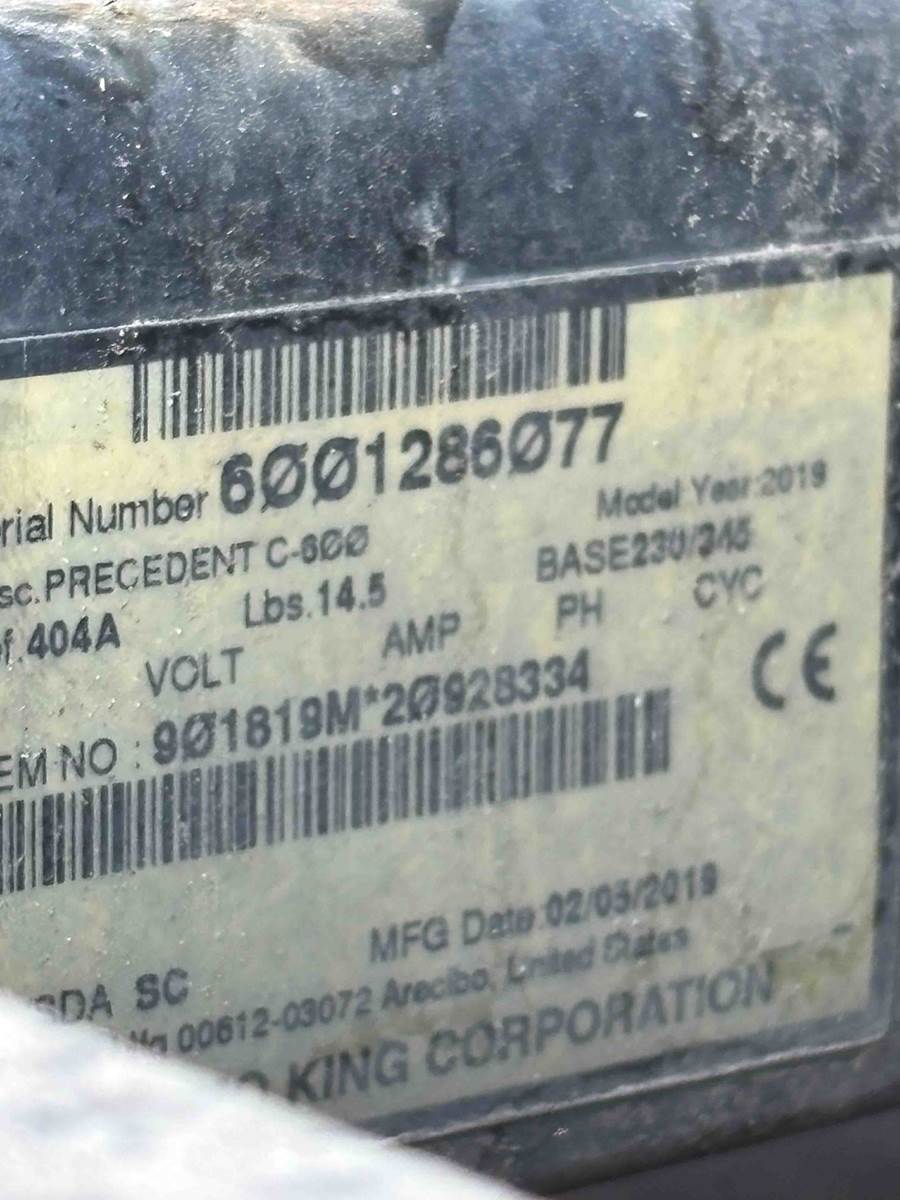 rial Number 6ØØ1286Ø77
Model Year:2019
sc.PRECEDENT C-6ØØ
BASE230/345
f.404A Lbs.14.5
VOLT AMP PH CYC
EM NO : 9Ø1819M*2Ø928334
CE
MFG Date:02/05/2019
DA SC
00612-03072 Arecibo, United States
KING CORPORATION